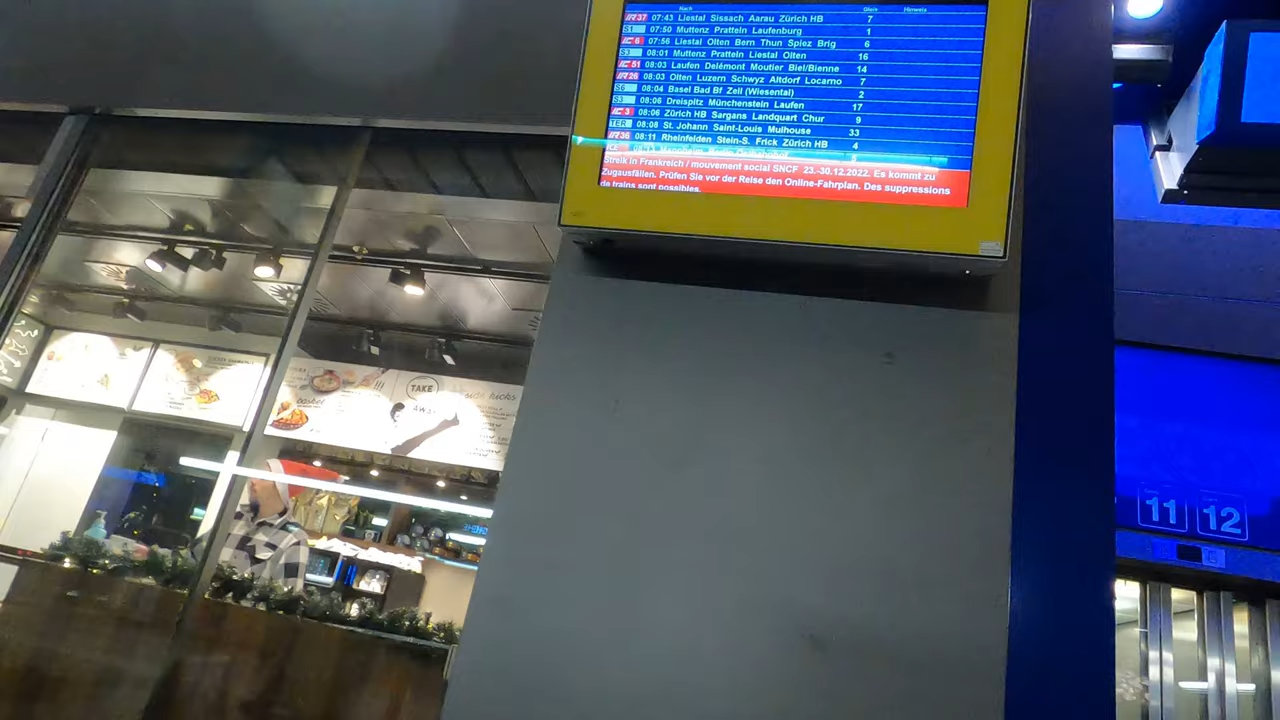 Nach Gleis Hinweis
IR 37 07:43 Liestal Sissach Aarau Zürich HB 7
S1 07:50 Muttenz Pratteln Laufenburg 1
IC 6 07:56 Liestal Olten Bern Thun Spiez Brig 6
S3 08:01 Muttenz Pratteln Liestal Olten 16
IC 51 08:03 Laufen Delémont Moutier Biel/Bienne 14
IR 26 08:03 Olten Luzern Schwyz Altdorf Locarno 7
S6 08:04 Basel Bad Bf Zell (Wiesental) 2
S3 08:06 Dreispitz Münchenstein Laufen 17
IC 3 08:06 Zürich HB Sargans Landquart Chur 9
TER 08:08 St. Johann Saint-Louis Mulhouse 33
IR 36 08:11 Rheinfelden Stein-S. Frick Zürich HB 4
ICE
Streik in Frankreich / mouvement social SNCF 23.-30.12.2022. Es kommt zu
Zugausfällen. Prüfen Sie vor der Reise den Online-Fahrplan. Des suppressions
de trains sont possibles.
basket
TAKE
AWAY
side kicks
11 12